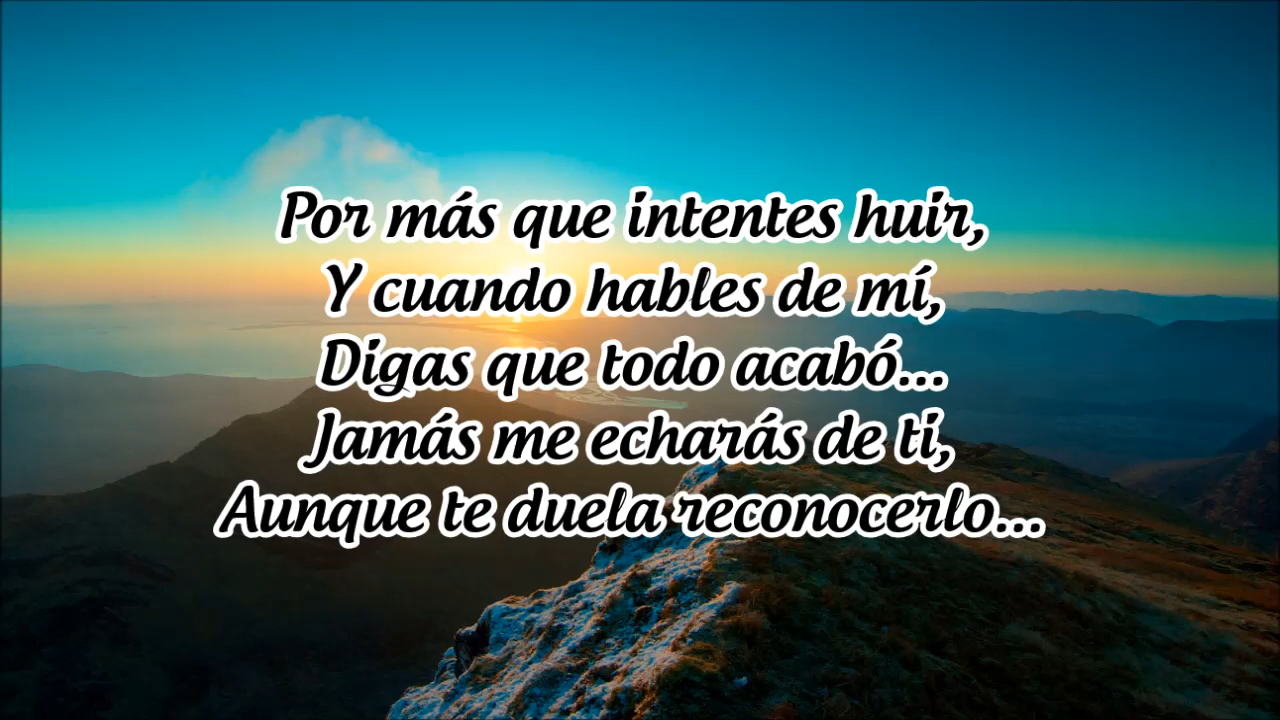 Por más que intentes huir,
Y cuando hables de mí,
Digas que todo acabó...
Jamás me echarás de ti,
Aunque te duela reconocerlo...